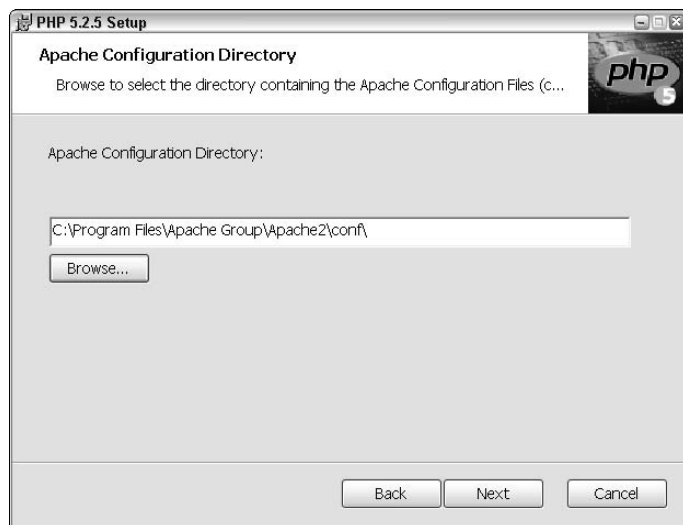 PHP 5.2.5 Setup
Apache Configuration Directory
Browse to select the directory containing the Apache Configuration Files (c...
php
5
Apache Configuration Directory:
C:\Program Files\Apache Group\Apache2\conf\
Browse...
Back Next Cancel